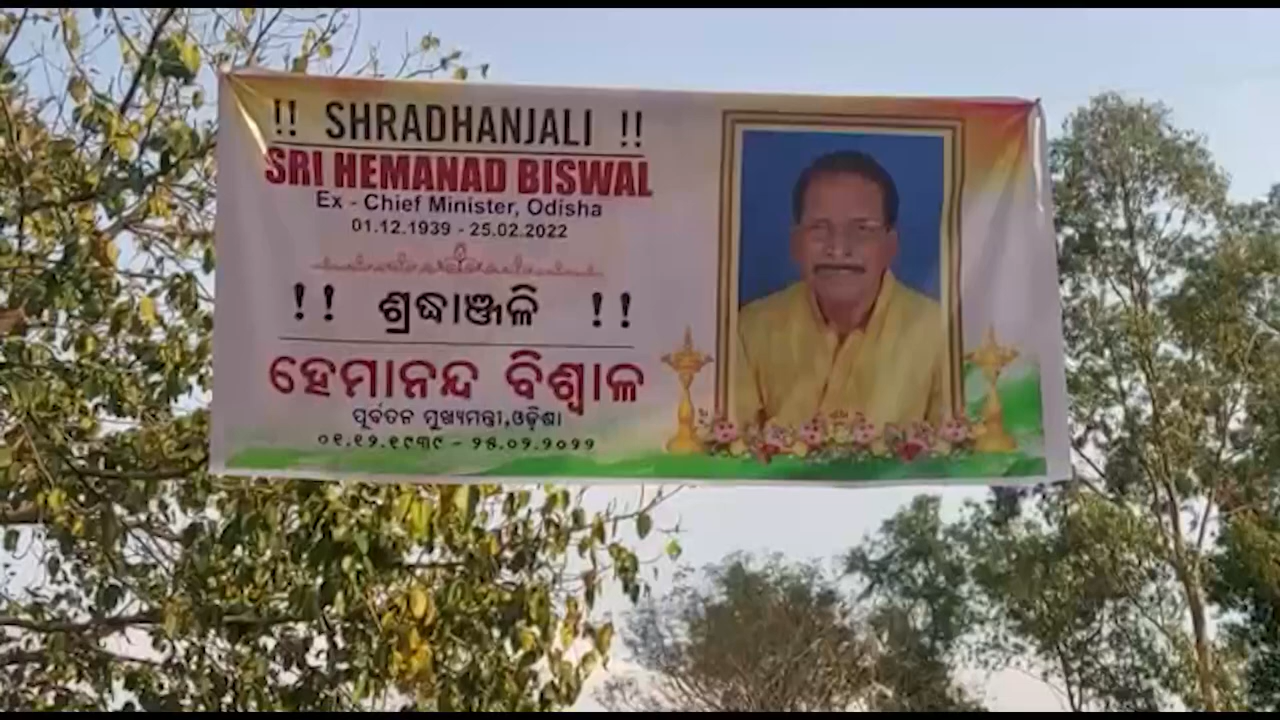 !! SHRADHANJALI !!
SRI HEMANAD BISWAL
Ex - Chief Minister, Odisha
01.12.1939 - 25.02.2022
!! ଶ୍ରଦ୍ଧାଞ୍ଜଳି !!
ହେମାନନ୍ଦ ବିଶ୍ୱାଳ
ପୂର୍ବତନ ମୁଖ୍ୟମନ୍ତ୍ରୀ,ଓଡ଼ିଶା
୦୧.୧୨.୧୯୩୯ - ୨୫.୦୨.୨୦୨୨